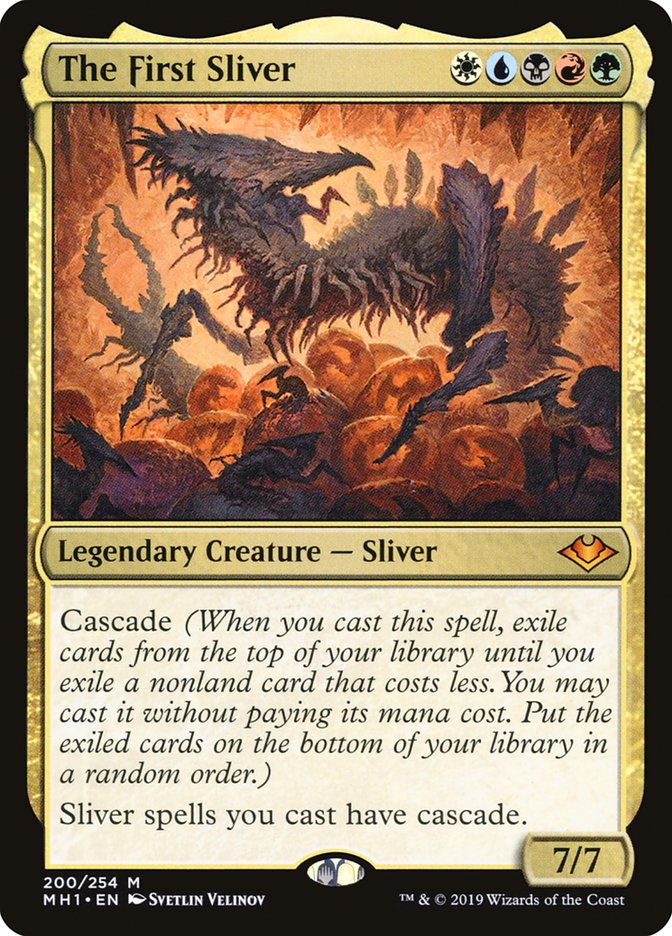 The First Sliver
Legendary Creature — Sliver
Cascade (When you cast this spell, exile
cards from the top of your library until you
exile a nonland card that costs less. You may
cast it without paying its mana cost. Put the
exiled cards on the bottom of your library in
a random order.)
Sliver spells you cast have cascade.
7/7
200/254 M
MH1 • EN Svetlin Velinov
™ & © 2019 Wizards of the Coast